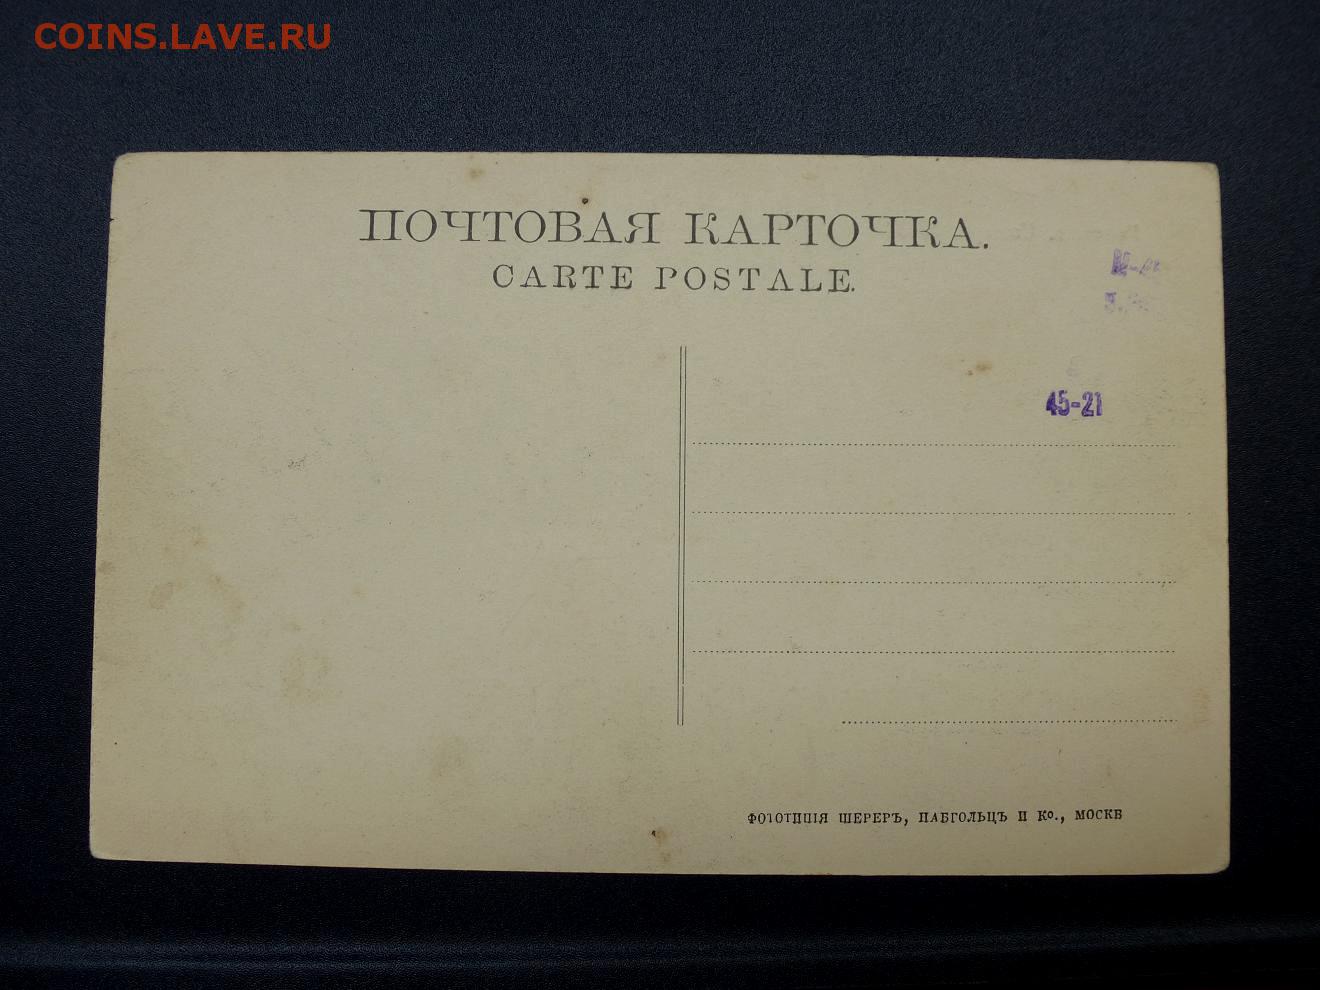 COINS.LAVE.RU
ПОЧТОВАЯ КАРТОЧКА.
CARTE POSTALE.
45-21
ФОТОТИПІЯ ШЕРЕРЪ, НАБГОЛЬЦЪ И Ко., МОСКВ